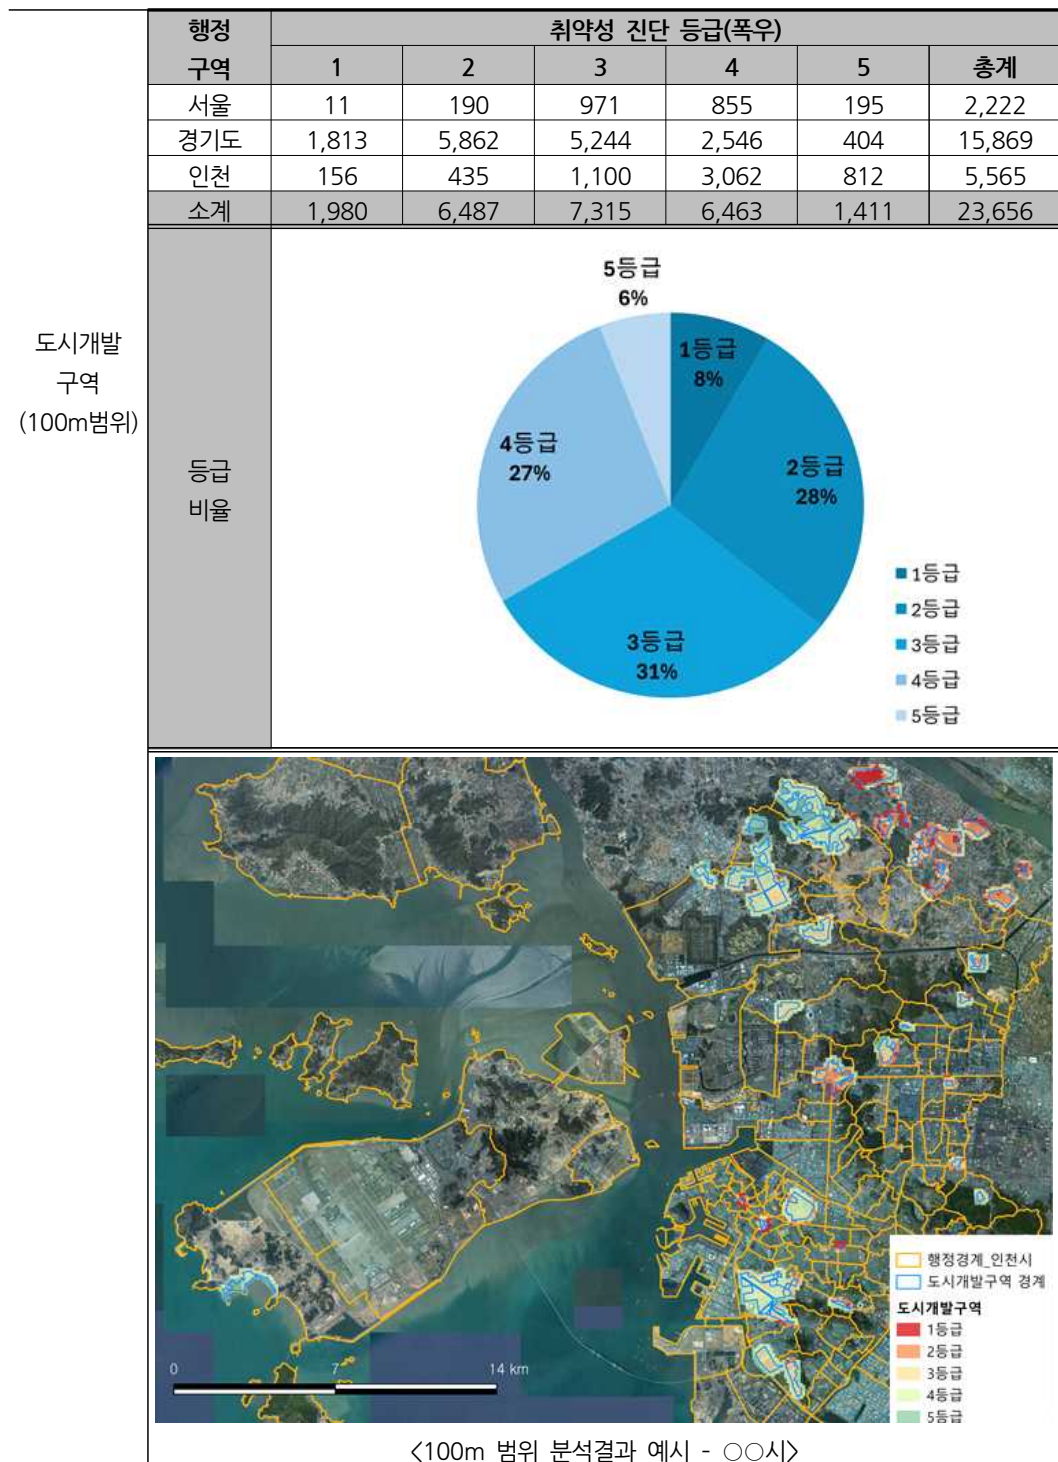 행정 구역 취약성 진단 등급(폭우)
1 2 3 4 5 총계
서울 11 190 971 855 195 2,222
경기도 1,813 5,862 5,244 2,546 404 15,869
인천 156 435 1,100 3,062 812 5,565
소계 1,980 6,487 7,315 6,463 1,411 23,656
도시개발
구역
(100m범위)
등급
비율
5등급
6%
1등급
8%
4등급
27%
2등급
28%
3등급
31%
1등급
2등급
3등급
4등급
5등급
행정경계_인천시
도시개발구역 경계
도시개발구역
1등급
2등급
3등급
4등급
5등급
0 7 14 km
<100m 범위 분석결과 예시 - ○○시>